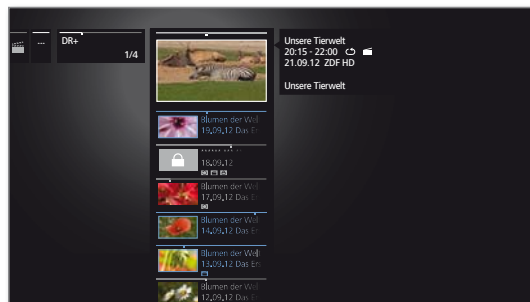 ...
DR+
1/4
Unsere Tierwelt
20:15 - 22:00
21.09.12 ZDF HD
Unsere Tierwelt
Blumen der Wel
19.09.12 Das Er
18.09.12
Blumen der Wel
17.09.12 Das Er
Blumen der Wel
14.09.12 Das Er
Blumen der Welt
13.09.12 Das Er
Blumen der Wel
12.09.12 Das Er